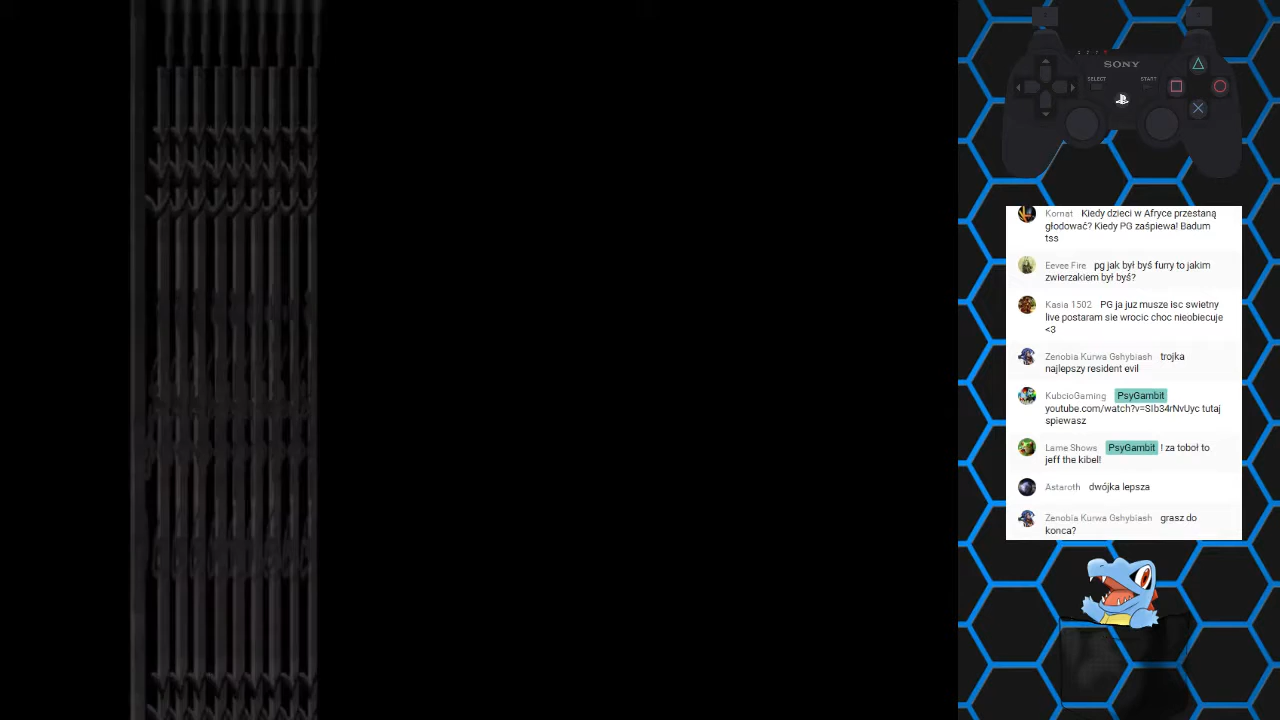 SONY
SELECT
START
Kornat Kiedy dzieci w Afryce przestaną
głodować? Kiedy PG zaśpiewa! Badum
tss
Eevee Fire pg jak był byś furry to jakim
zwierzakiem był byś?
Kasia 1502 PG ja juz musze isc swietny
live postaram sie wrocic choc nieobiecuje
<3
Zenobia Kurwa Gshybiash trojka
najlepszy resident evil
KubcioGaming PsyGambit
youtube.com/watch?v=SIb34rNvUyc tutaj
spiewasz
Lame Shows PsyGambit ! za toboł to
jeff the kibel!
Astaroth dwójka lepsza
Zenobia Kurwa Gshybiash grasz do
konca?